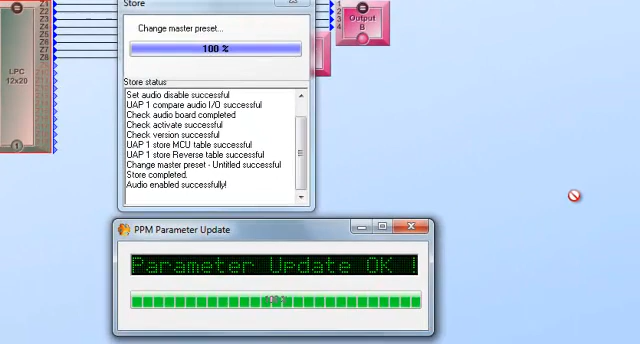 Store
Change master preset...
100 %
Store status
Set audio disable successful
UAP 1 compare audio I/O successful
Check audio board completed
Check activate successful
Check version successful
UAP 1 store MCU table successful
UAP 1 store Reverse table successful
Change master preset - Untitled successful
Store completed.
Audio enabled successfully!
PPM Parameter Update
Parameter Update OK !
100 %
Z1
Z2
Z3
Z4
Z5
Z6
Z7
Z8
LPC
12x20
1
1
2
3
4
Output
B